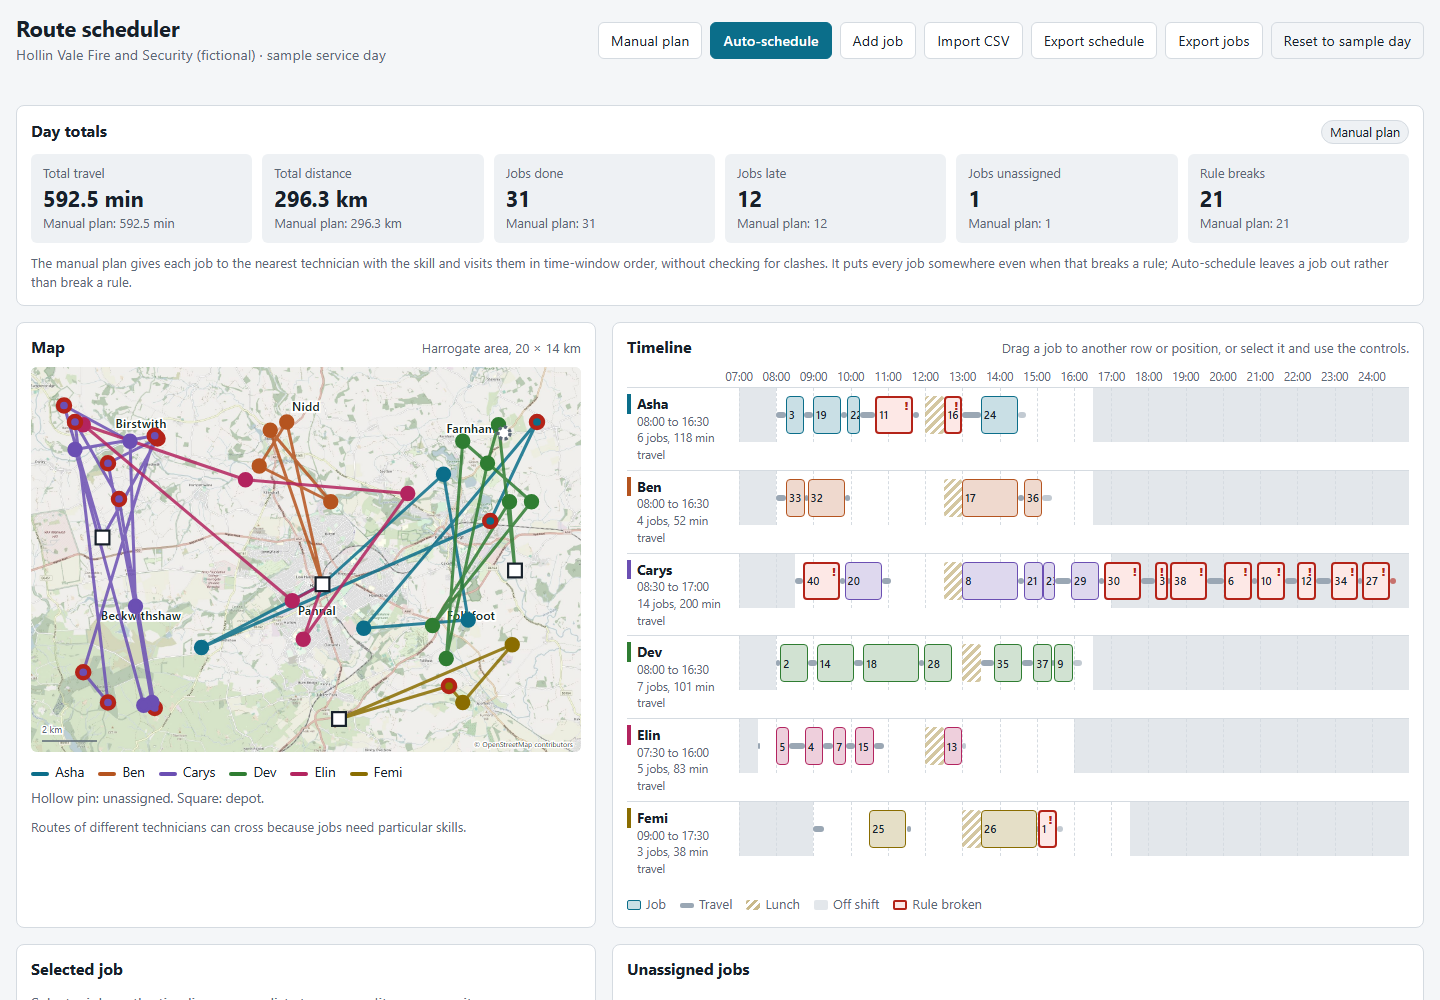 Route scheduler
Hollin Vale Fire and Security (fictional) · sample service day
Manual plan
Auto-schedule
Add job
Import CSV
Export schedule
Export jobs
Reset to sample day
Day totals
Manual plan
Total travel
592.5 min
Manual plan: 592.5 min
Total distance
296.3 km
Manual plan: 296.3 km
Jobs done
31
Manual plan: 31
Jobs late
12
Manual plan: 12
Jobs unassigned
1
Manual plan: 1
Rule breaks
21
Manual plan: 21
The manual plan gives each job to the nearest technician with the skill and visits them in time-window order, without checking for clashes. It puts every job somewhere even when that breaks a rule; Auto-schedule leaves a job out rather
than break a rule.
Map
Harrogate area, 20 × 14 km
Nidd
Birstwith
Farnham
Beckwithshaw
Pannal
2 km
© OpenStreetMap contributors
Asha
Ben
Carys
Dev
Elin
Femi
Hollow pin: unassigned. Square: depot.
Routes of different technicians can cross because jobs need particular skills.
Timeline
Drag a job to another row or position, or select it and use the controls.
07:00 08:00 09:00 10:00 11:00 12:00 13:00 14:00 15:00 16:00 17:00 18:00 19:00 20:00 21:00 22:00 23:00 24:00
Asha
08:00 to 16:30
6 jobs, 118 min
travel
3 19 22 11 ! 16 ! 24
Ben
08:00 to 16:30
4 jobs, 52 min
travel
33 32 17 36
Carys
08:30 to 17:00
14 jobs, 200 min
travel
40 ! 20 8 21 29 30 ! ! 38 ! 6 ! 10 ! 12 ! 34 ! 27 !
Dev
08:00 to 16:30
7 jobs, 101 min
travel
2 14 18 28 35 37 9
Elin
07:30 to 16:00
5 jobs, 83 min
travel
5 4 7 15 13
Femi
09:00 to 17:30
3 jobs, 38 min
travel
25 26 1 !
Job
Travel
Lunch
Off shift
Rule broken
Selected job
Unassigned jobs